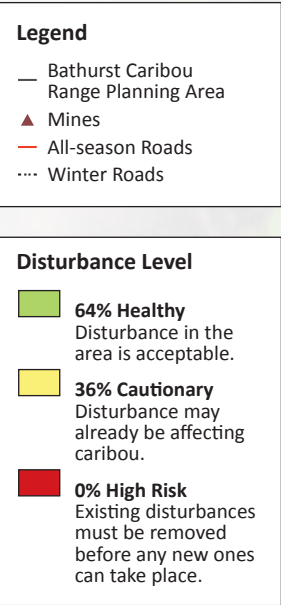 Legend
Bathurst Caribou
Range Planning Area
Mines
All-season Roads
Winter Roads
Disturbance Level
64% Healthy
Disturbance in the
area is acceptable.
36% Cautionary
Disturbance may
already be affecting
caribou.
0% High Risk
Existing disturbances
must be removed
before any new ones
can take place.